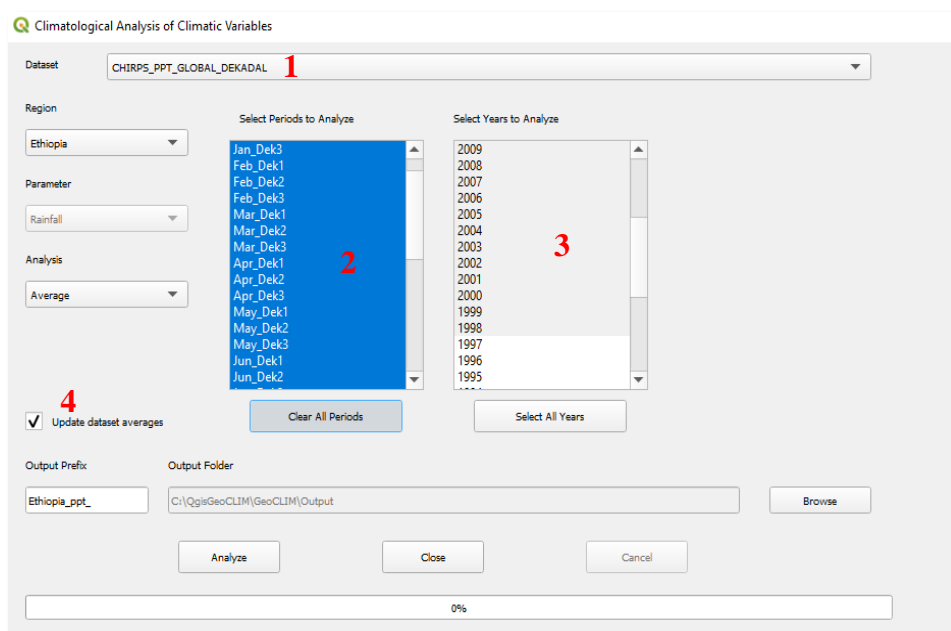 Climatological Analysis of Climatic Variables
Dataset
CHIRPS_PPT_GLOBAL_DEKADAL
1
Region
Ethiopia
Parameter
Rainfall
Analysis
Average
Select Periods to Analyze
Jan_Dek3
Feb_Dek1
Feb_Dek2
Feb_Dek3
Mar_Dek1
Mar_Dek2
Mar_Dek3
Apr_Dek1
Apr_Dek2
Apr_Dek3
May_Dek1
May_Dek2
May_Dek3
Jun_Dek1
Jun_Dek2
2
Clear All Periods
Select Years to Analyze
2009
2008
2007
2006
2005
2004
2003
2002
2001
2000
1999
1998
1997
1996
1995
3
Select All Years
4
Update dataset averages
Output Prefix
Ethiopia_ppt_
Output Folder
C:\QgisGeoCLIM\GeoCLIM\Output
Browse
Analyze
Close
Cancel
0%